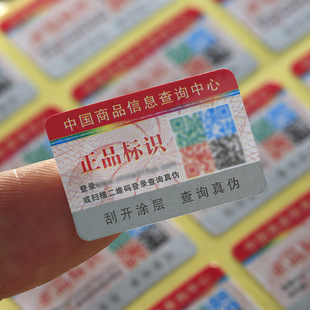 中国商品信息查询中心
正品标识
登录
或扫描二维码登录查询真伪
刮开涂层 查询真伪